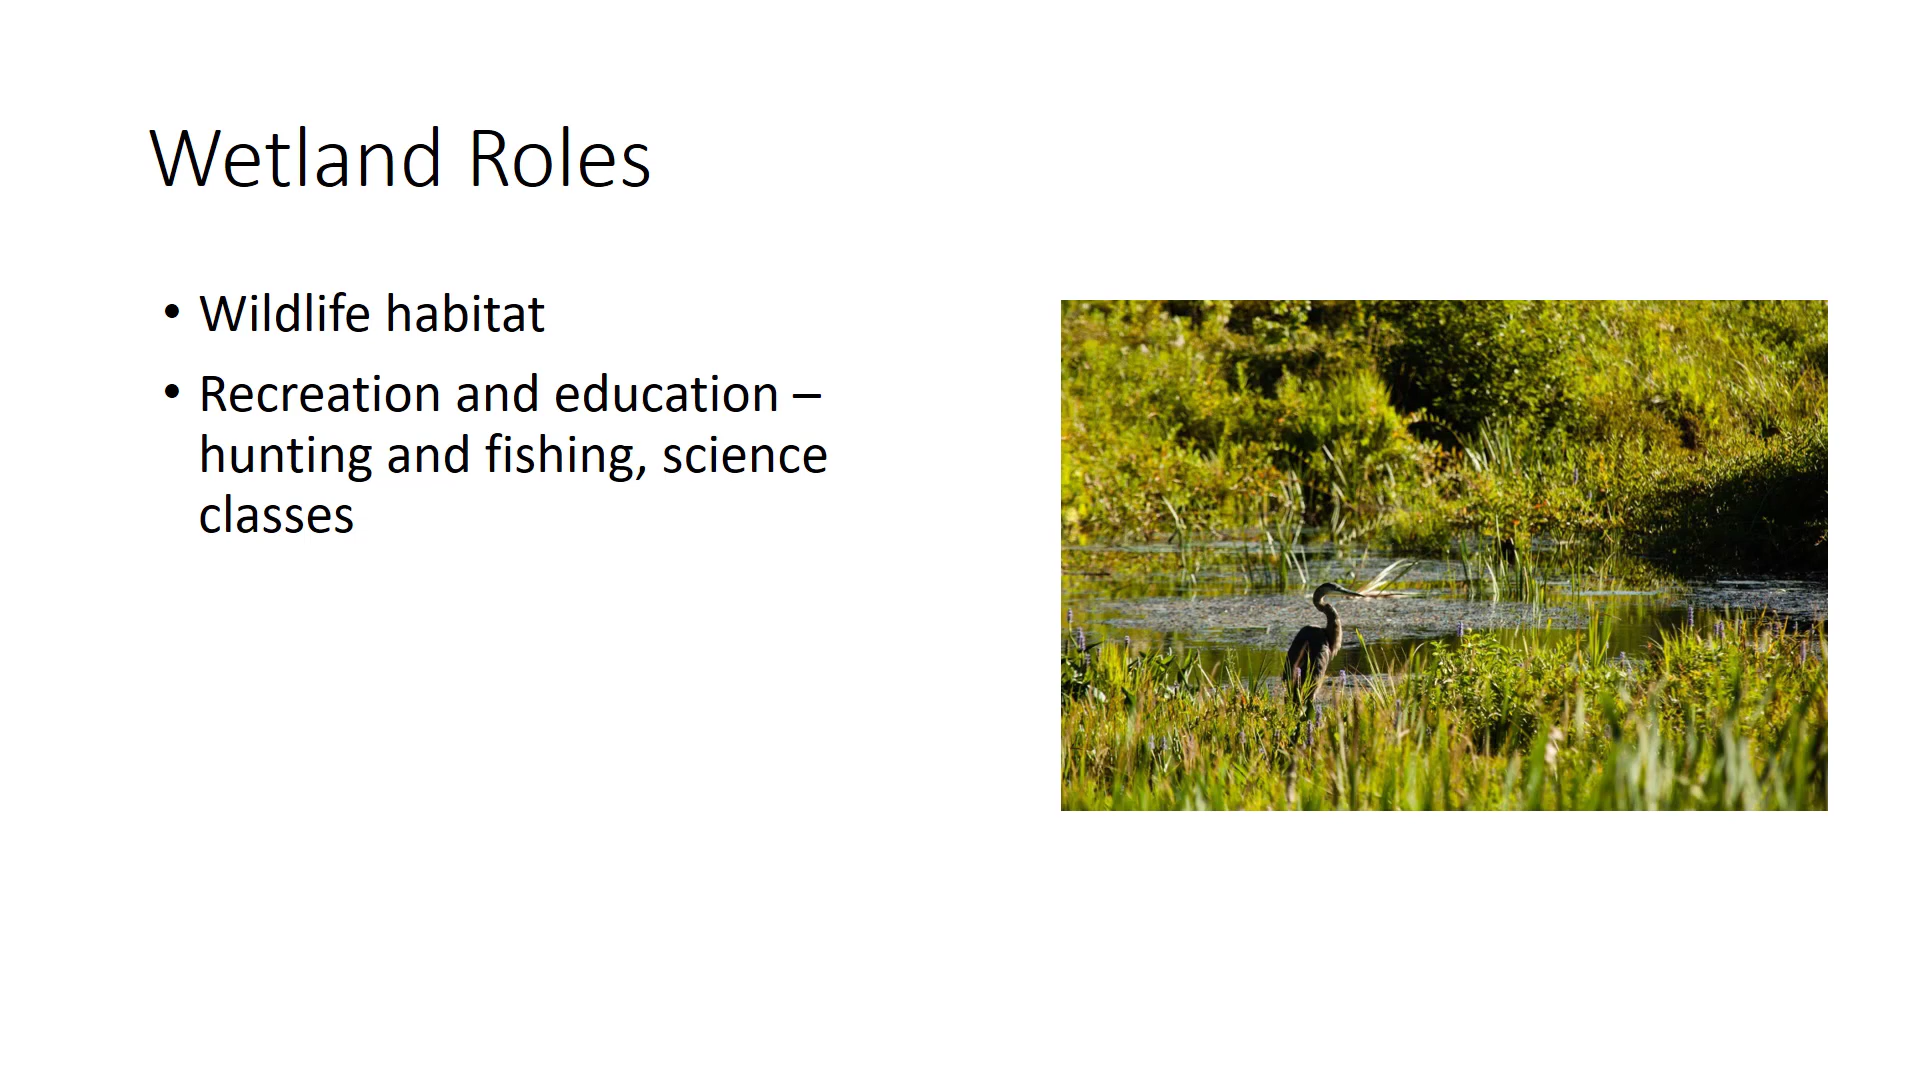 Wetland Roles
• Wildlife habitat
• Recreation and education –
hunting and fishing, science
classes